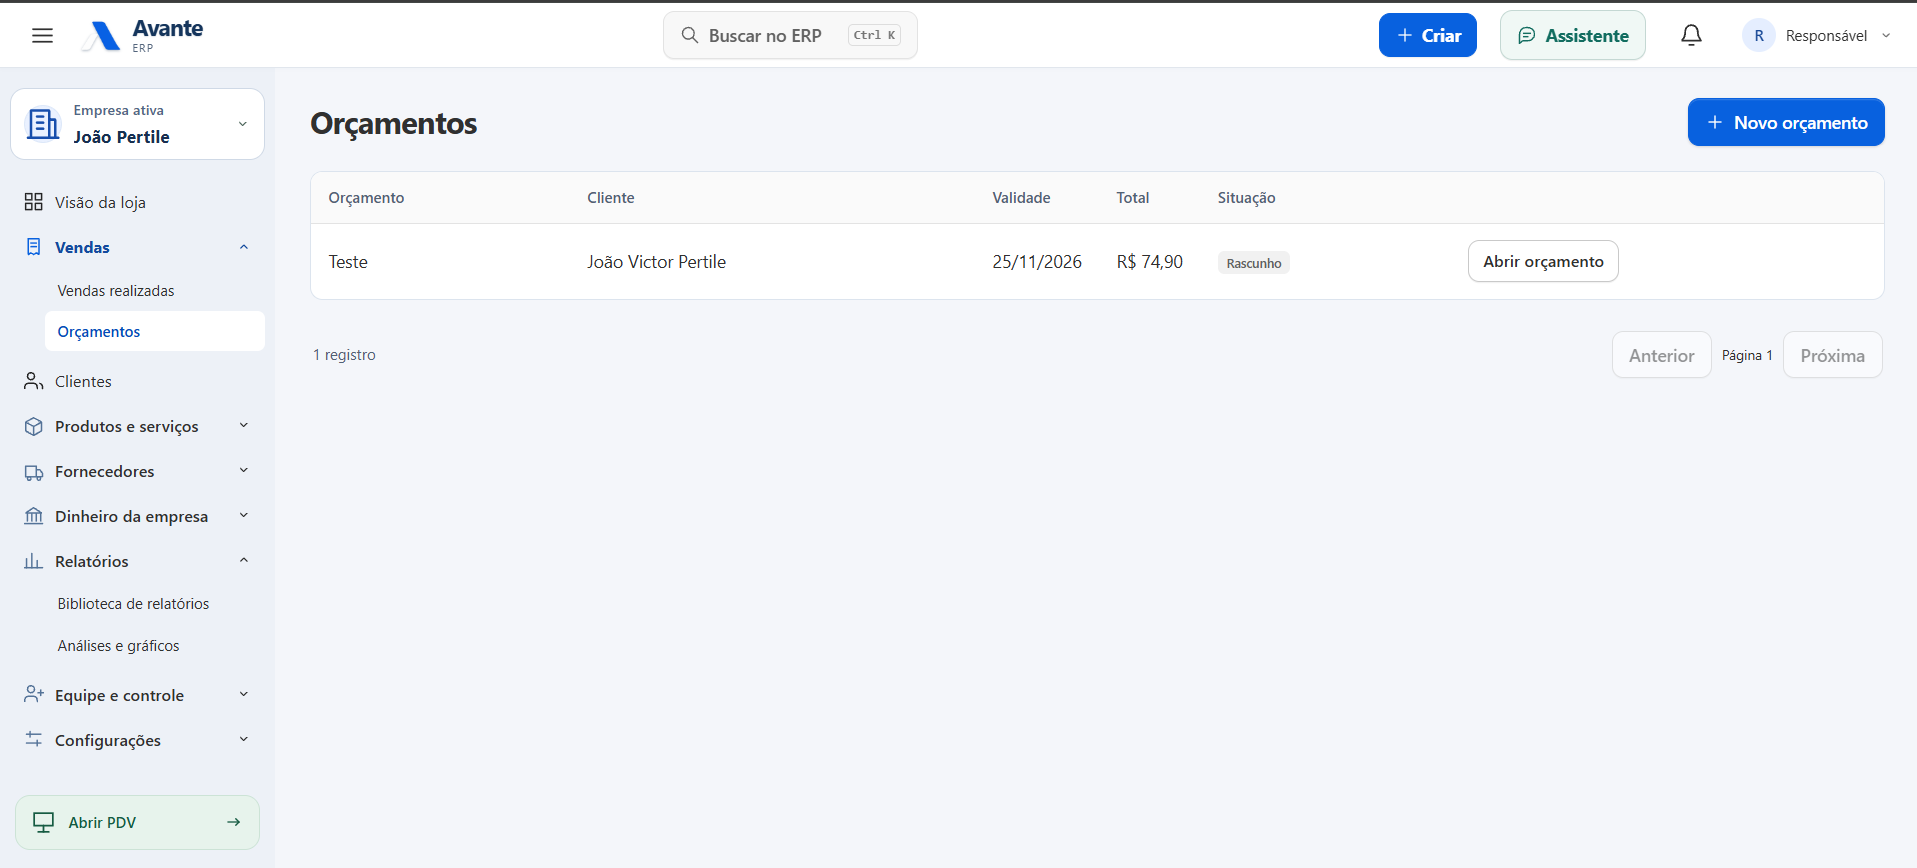 Avante
ERP
Buscar no ERP
Ctrl K
+ Criar
Assistente
R
Responsável
Empresa ativa
João Pertile
Visão da loja
Vendas
Vendas realizadas
Orçamentos
Clientes
Produtos e serviços
Fornecedores
Dinheiro da empresa
Relatórios
Biblioteca de relatórios
Análises e gráficos
Equipe e controle
Configurações
Abrir PDV
Orçamentos
+ Novo orçamento
Orçamento Cliente Validade Total Situação
Teste João Victor Pertile 25/11/2026 R$ 74,90 Rascunho Abrir orçamento
1 registro
Anterior Página 1 Próxima